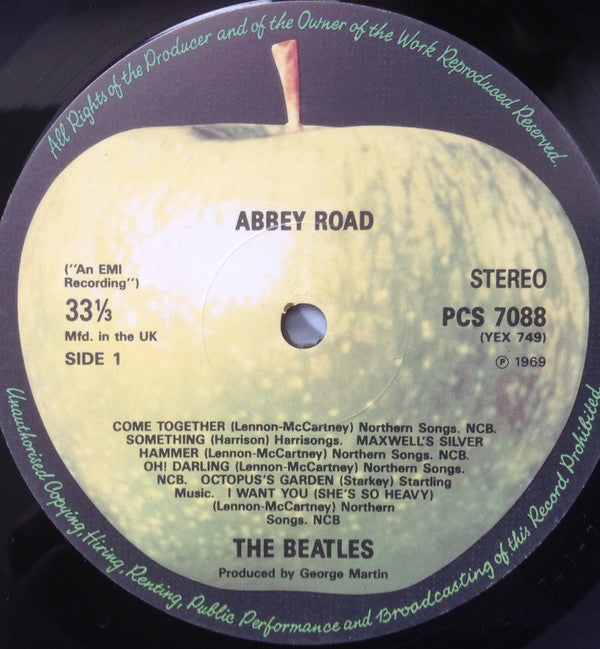 All Rights of the Producer and of the Owner of the Work Reproduced Reserved.
ABBEY ROAD
("An EMI
Recording")
33⅓
Mfd. in the UK
SIDE 1
STEREO
PCS 7088
(YEX 749)
℗ 1969
COME TOGETHER (Lennon-McCartney) Northern Songs. NCB.
SOMETHING (Harrison) Harrisongs. MAXWELL'S SILVER
HAMMER (Lennon-McCartney) Northern Songs. NCB.
OH! DARLING (Lennon-McCartney) Northern Songs.
NCB. OCTOPUS'S GARDEN (Starkey) Startling
Music. I WANT YOU (SHE'S SO HEAVY)
(Lennon-McCartney) Northern
Songs. NCB
THE BEATLES
Produced by George Martin
Unauthorised Copying, Hiring, Renting, Public Performance and Broadcasting of this Record Prohibited.